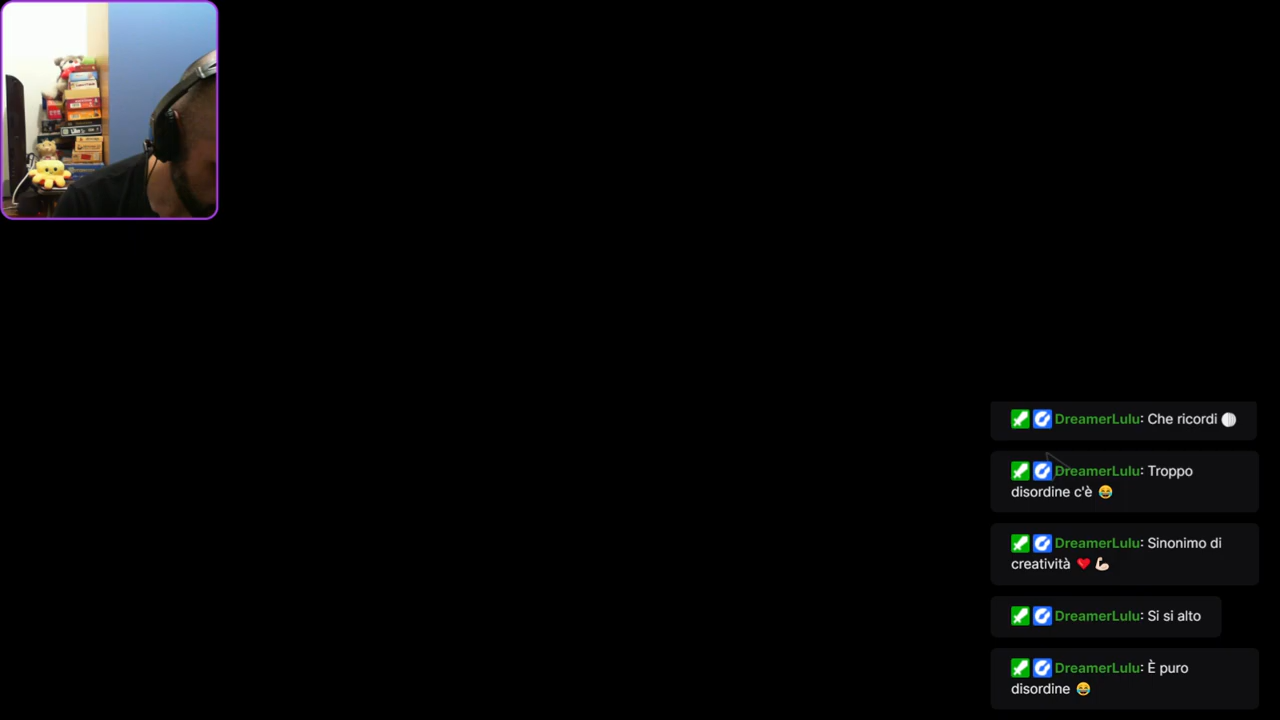 DreamerLulu: Che ricordi
DreamerLulu: Troppo
disordine c'è 😂
DreamerLulu: Sinonimo di
creatività ❤️ 💪🏻
DreamerLulu: Si si alto
DreamerLulu: È puro
disordine 😂